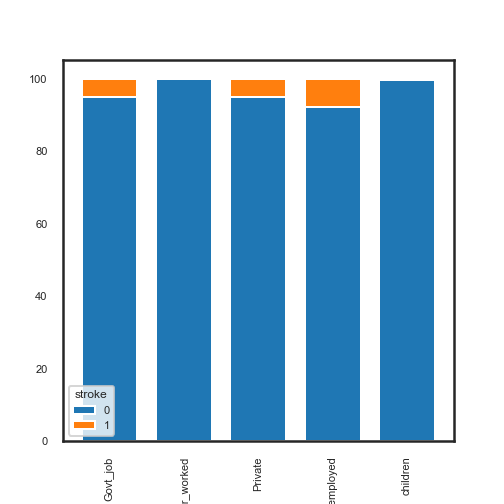 100
80
60
40
20
0
stroke
0
1
Govt_job
r_worked
Private
employed
children